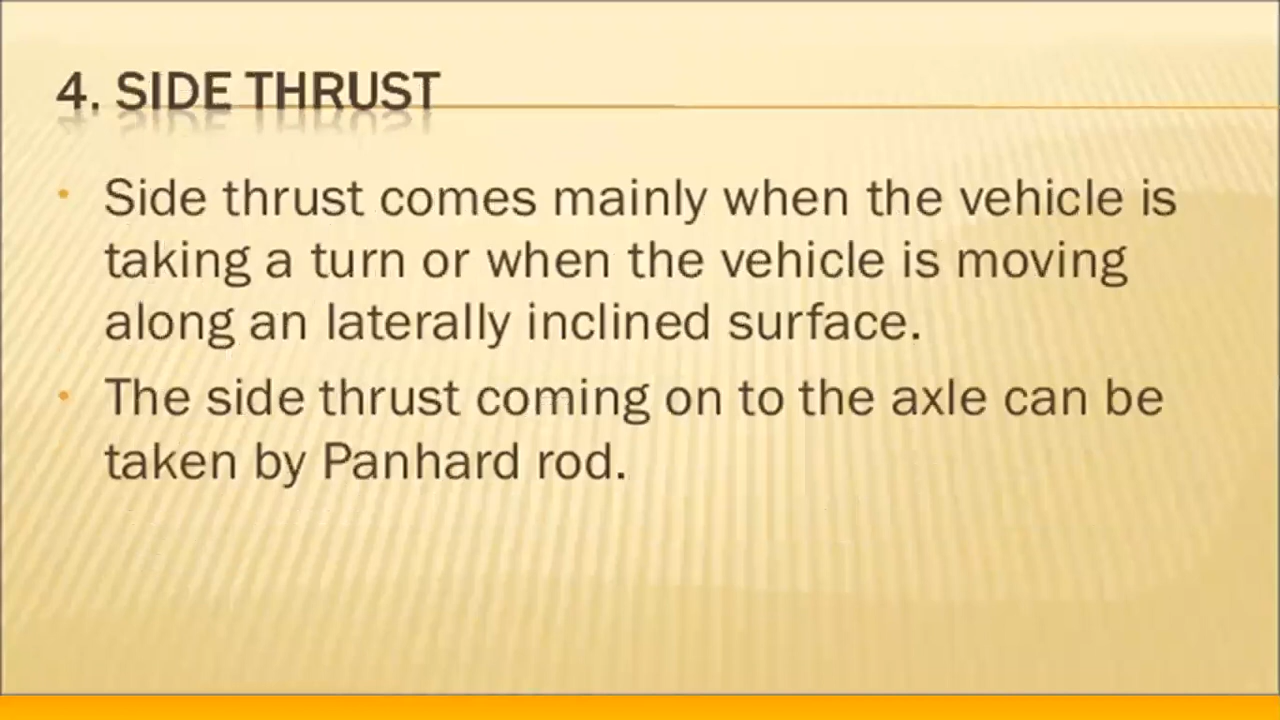 4. SIDE THRUST
• Side thrust comes mainly when the vehicle is
taking a turn or when the vehicle is moving
along an laterally inclined surface.
• The side thrust coming on to the axle can be
taken by Panhard rod.